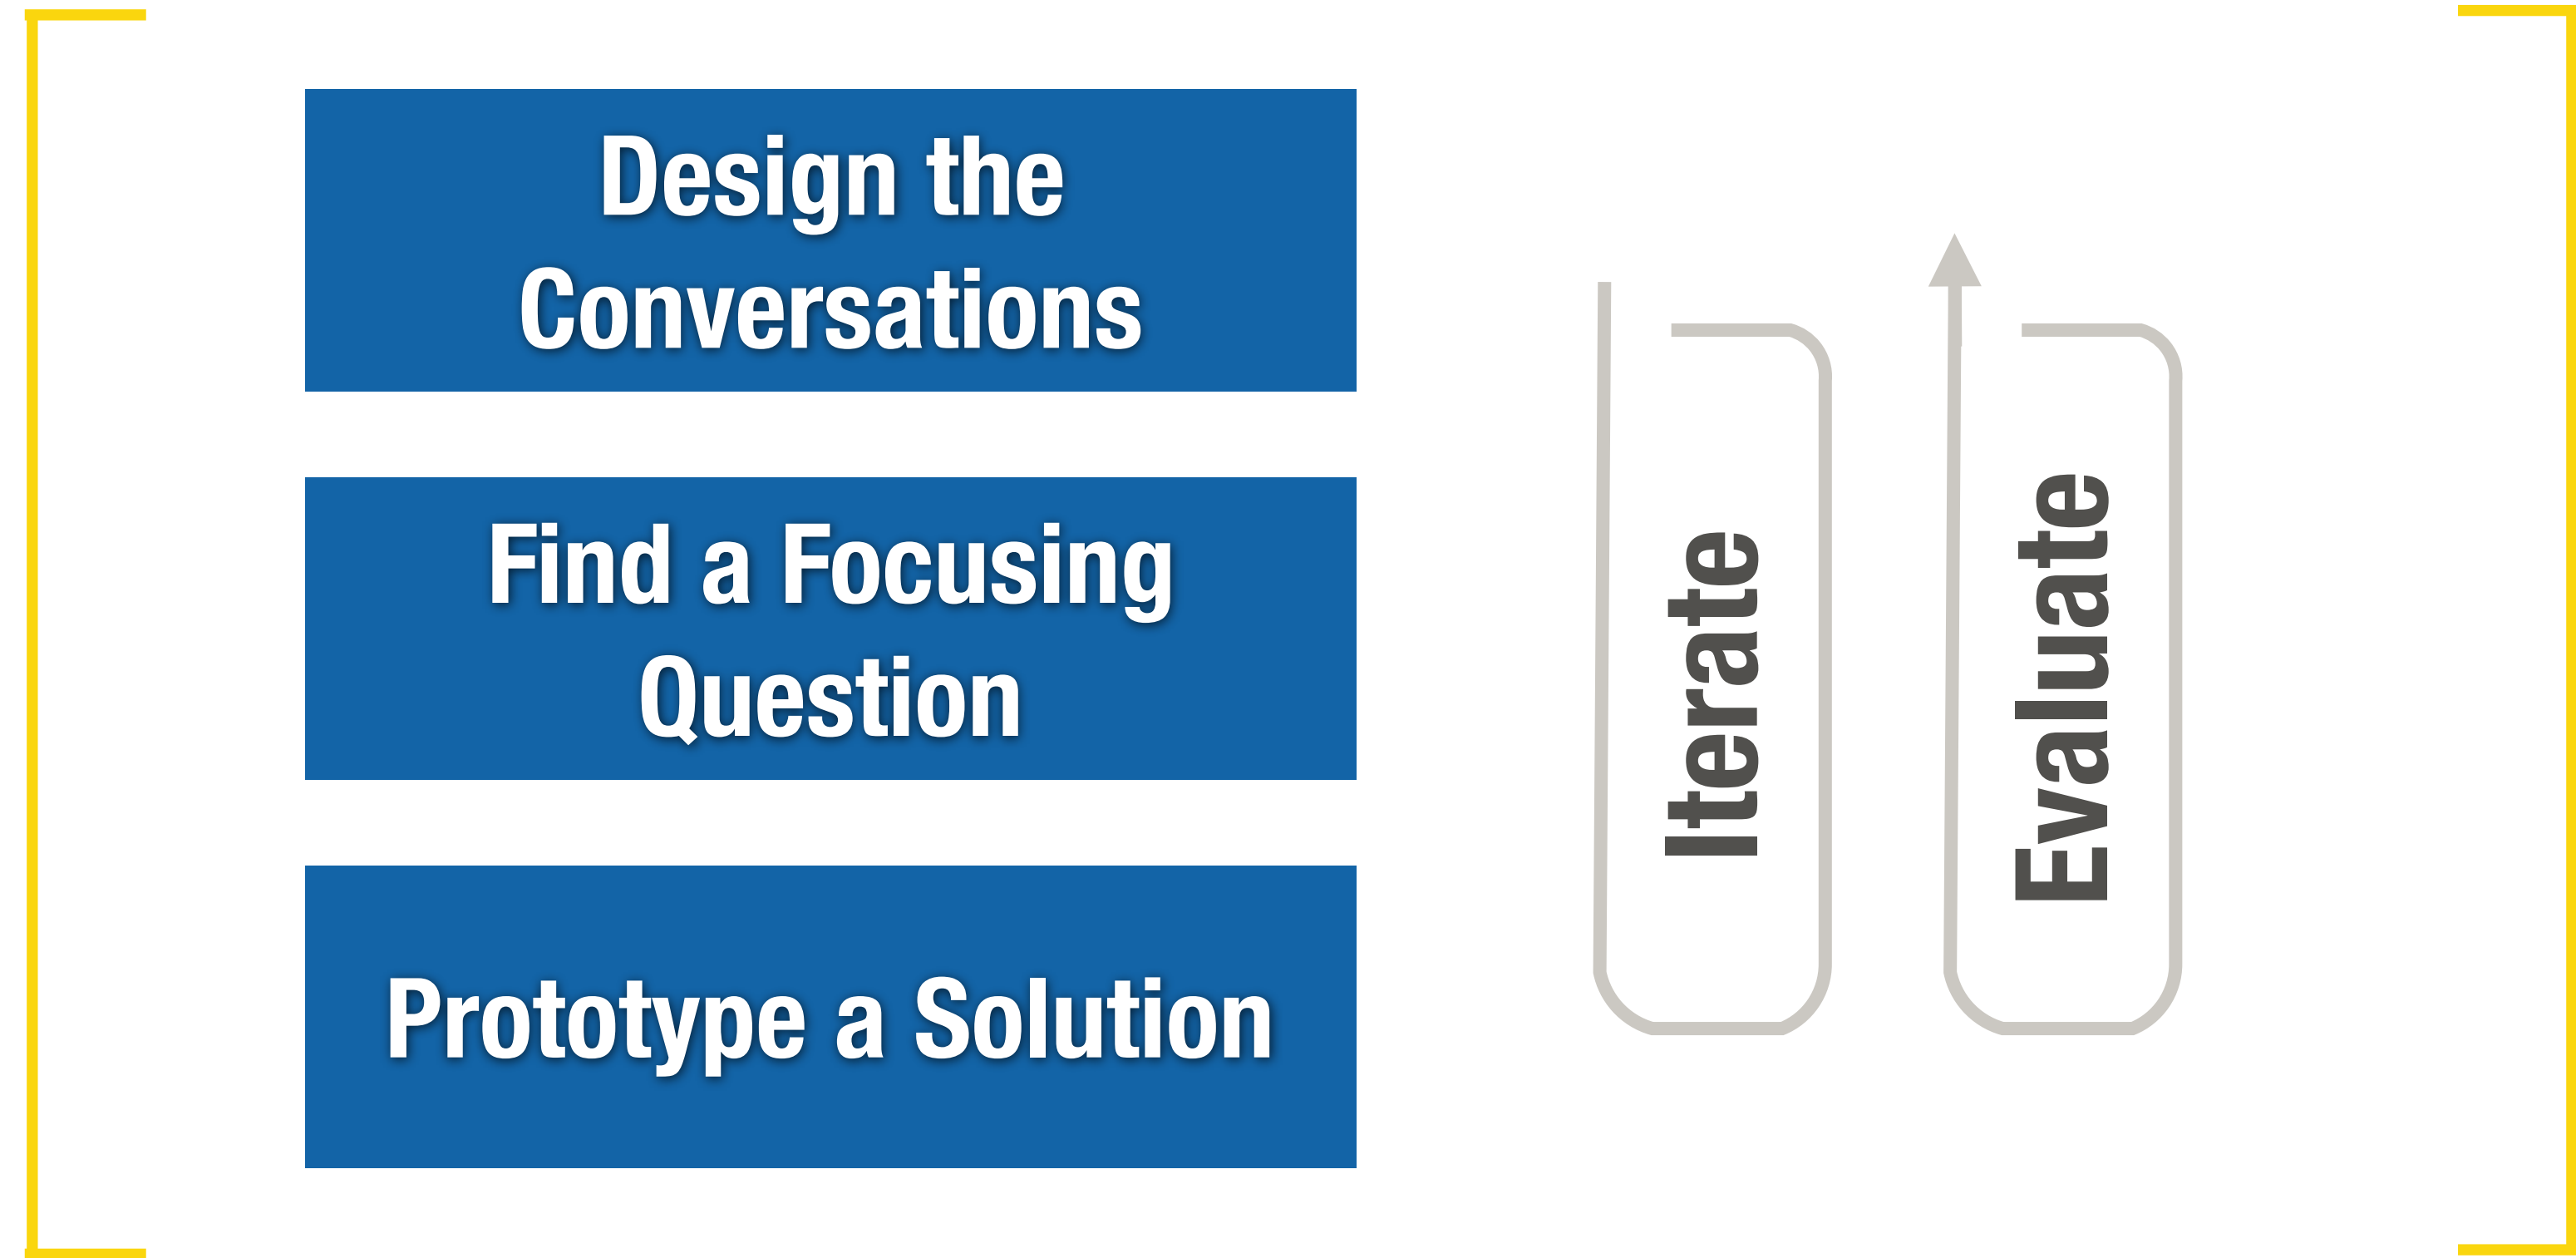 Design the
Conversations
Find a Focusing
Question
Prototype a Solution
Iterate
Evaluate